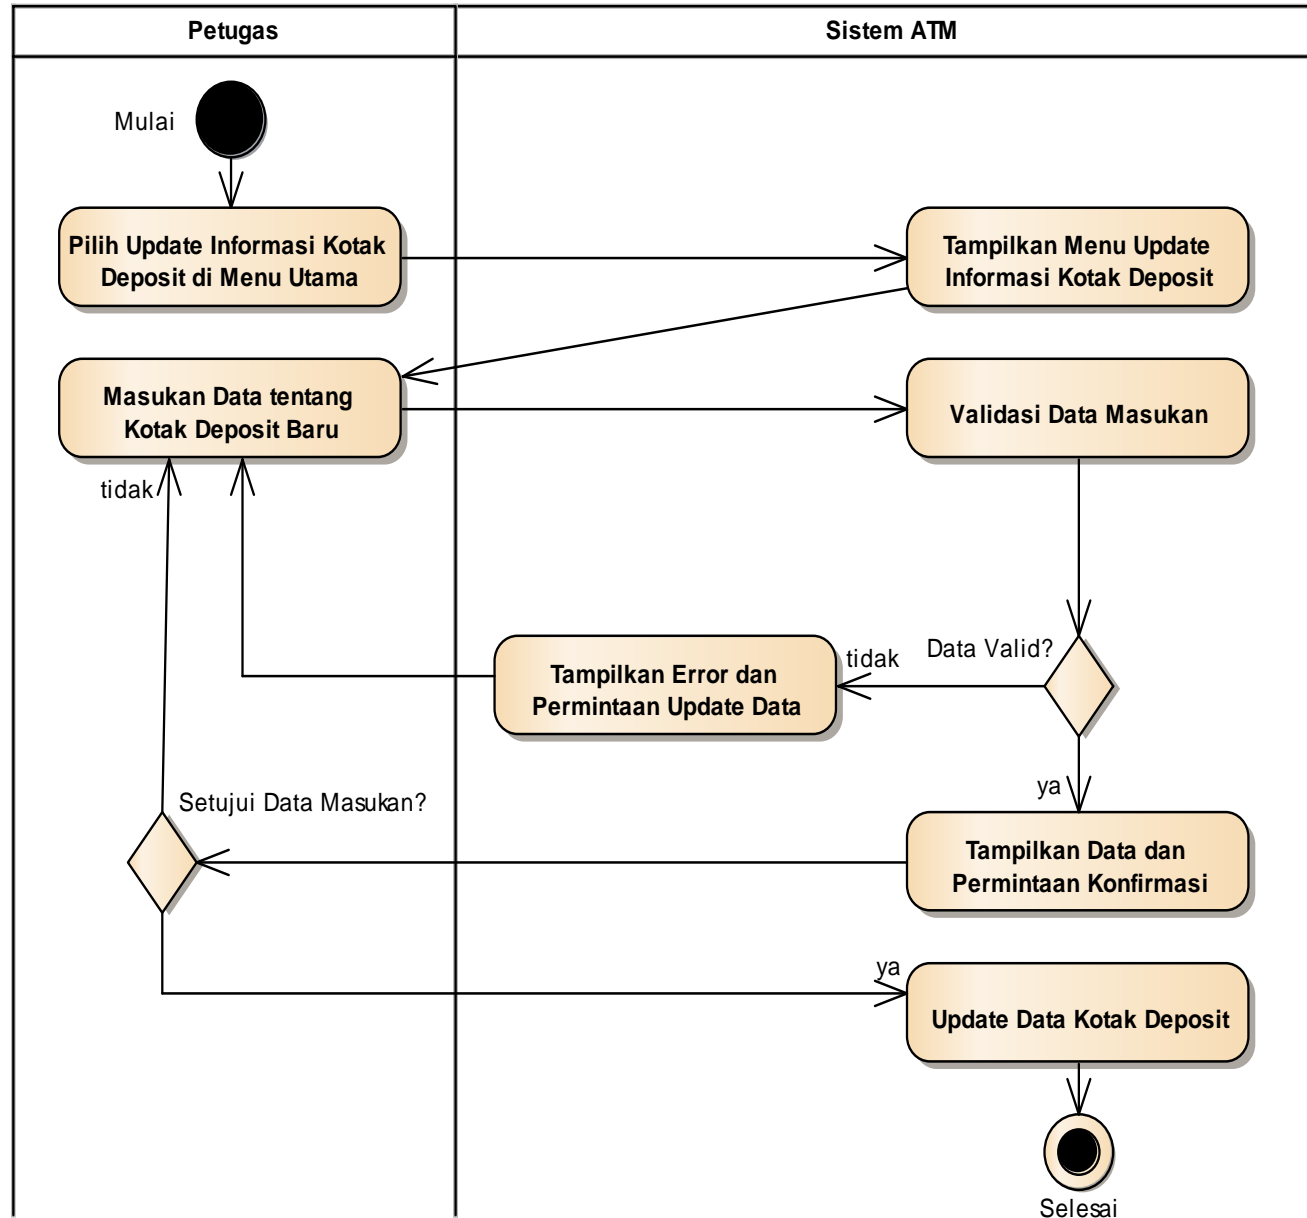 Petugas
Sistem ATM
Mulai
Pilih Update Informasi Kotak
Deposit di Menu Utama
Tampilkan Menu Update
Informasi Kotak Deposit
Masukan Data tentang
Kotak Deposit Baru
Validasi Data Masukan
tidak
Data Valid?
tidak
Tampilkan Error dan
Permintaan Update Data
ya
Setujui Data Masukan?
Tampilkan Data dan
Permintaan Konfirmasi
ya
Update Data Kotak Deposit
Selesai